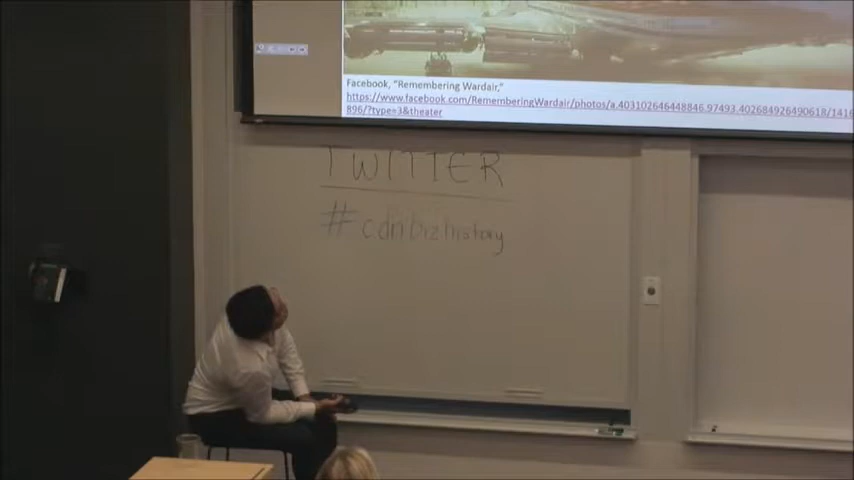 Facebook, "Remembering Wardair,"
https://www.facebook.com/RememberingWardair/photos/a.403102646448846.97493.402684926490618/1416
896/?type=3&theater
TWITTER
#cdnbizhistory